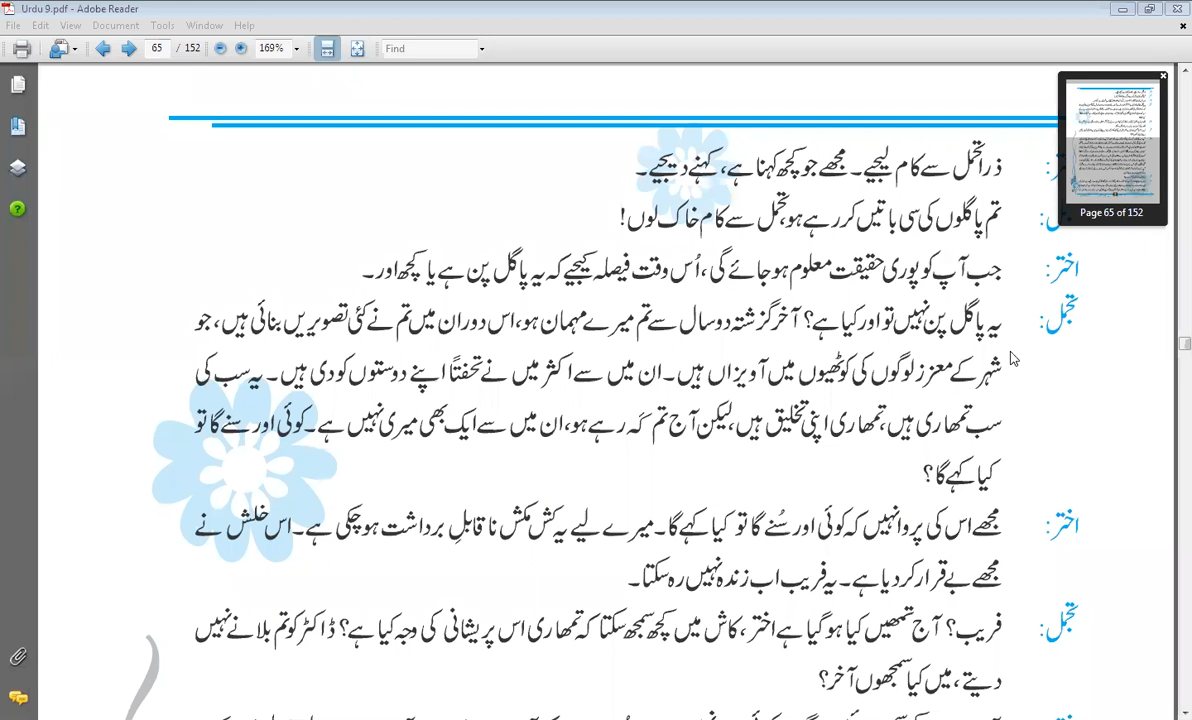 Urdu 9.pdf - Adobe Reader
File Edit View Document Tools Window Help
65 / 152 169% Find
Page 65 of 152
ذرا تحمّل سے کام لیجیے۔ مجھے جو کچھ کہنا ہے، کہنے دیجیے۔
تم پاگلوں کی سی باتیں کر رہے ہو، تحمّل سے کام خاک لوں!
اختر: جب آپ کو پوری حقیقت معلوم ہو جائے گی، اُس وقت فیصلہ کیجیے کہ یہ پاگل پن ہے یا کچھ اور۔
تجمّل: یہ پاگل پن نہیں تو اور کیا ہے؟ آخر گزشتہ دو سال سے تم میرے مہمان ہو، اس دوران میں تم نے کئی تصویریں بنائی ہیں، جو
شہر کے معزز لوگوں کی کوٹھیوں میں آویزاں ہیں۔ ان میں سے اکثر میں نے تحفتاً اپنے دوستوں کو دی ہیں۔ یہ سب کی
سب تمھاری ہیں، تمھاری اپنی تخلیق ہیں، لیکن آج تم کَہ رہے ہو، ان میں سے ایک بھی میری نہیں ہے۔ کوئی اور سنے گا تو
کیا کہے گا؟
اختر: مجھے اس کی پروا نہیں کہ کوئی اور سُنے گا تو کیا کہے گا۔ میرے لیے یہ کش مکش ناقابلِ برداشت ہو چکی ہے۔ اس خلش نے
مجھے بے قرار کر دیا ہے۔ یہ فریب اب زندہ نہیں رہ سکتا۔
تجمّل: فریب؟ آج تمھیں کیا ہو گیا ہے اختر، کاش میں کچھ سمجھ سکتا کہ تمھاری اس پریشانی کی وجہ کیا ہے؟ ڈاکٹر کو تم بلانے نہیں
دیتے، میں کیا سمجھوں آخر؟